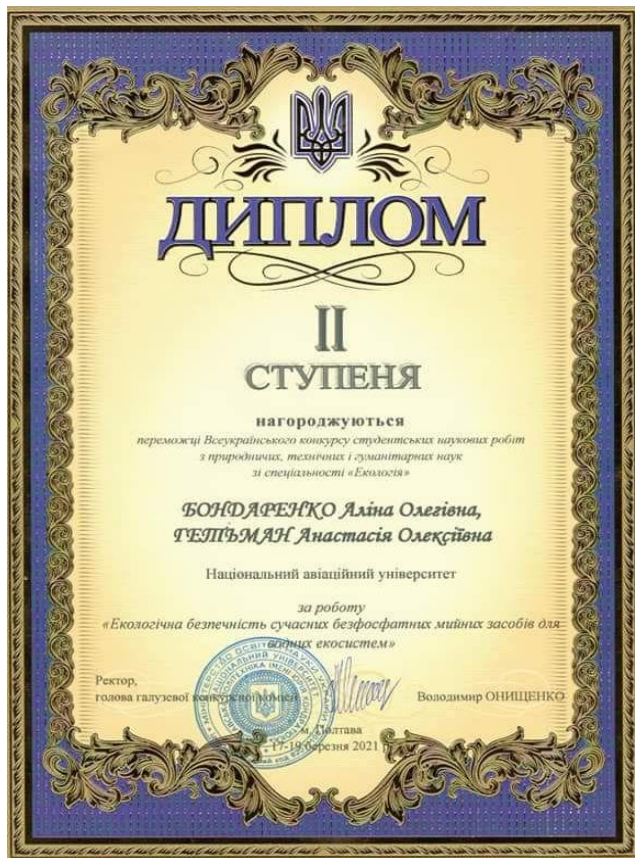 ДИПЛОМ
II
СТУПЕНЯ
нагороджуються
переможці Всеукраїнського конкурсу студентських наукових робіт
з природничих, технічних і гуманітарних наук
зі спеціальності «Екологія»
БОНДАРЕНКО Аліна Олегівна,
ГЕТЬМАН Анастасія Олексіївна
Національний авіаційний університет
за роботу
«Екологічна безпечність сучасних безфосфатних мийних засобів для
водних екосистем»
Ректор,
голова галузевої конкурсної комісії
Володимир ОНИЩЕНКО
м. Полтава
17-19 березня 2021